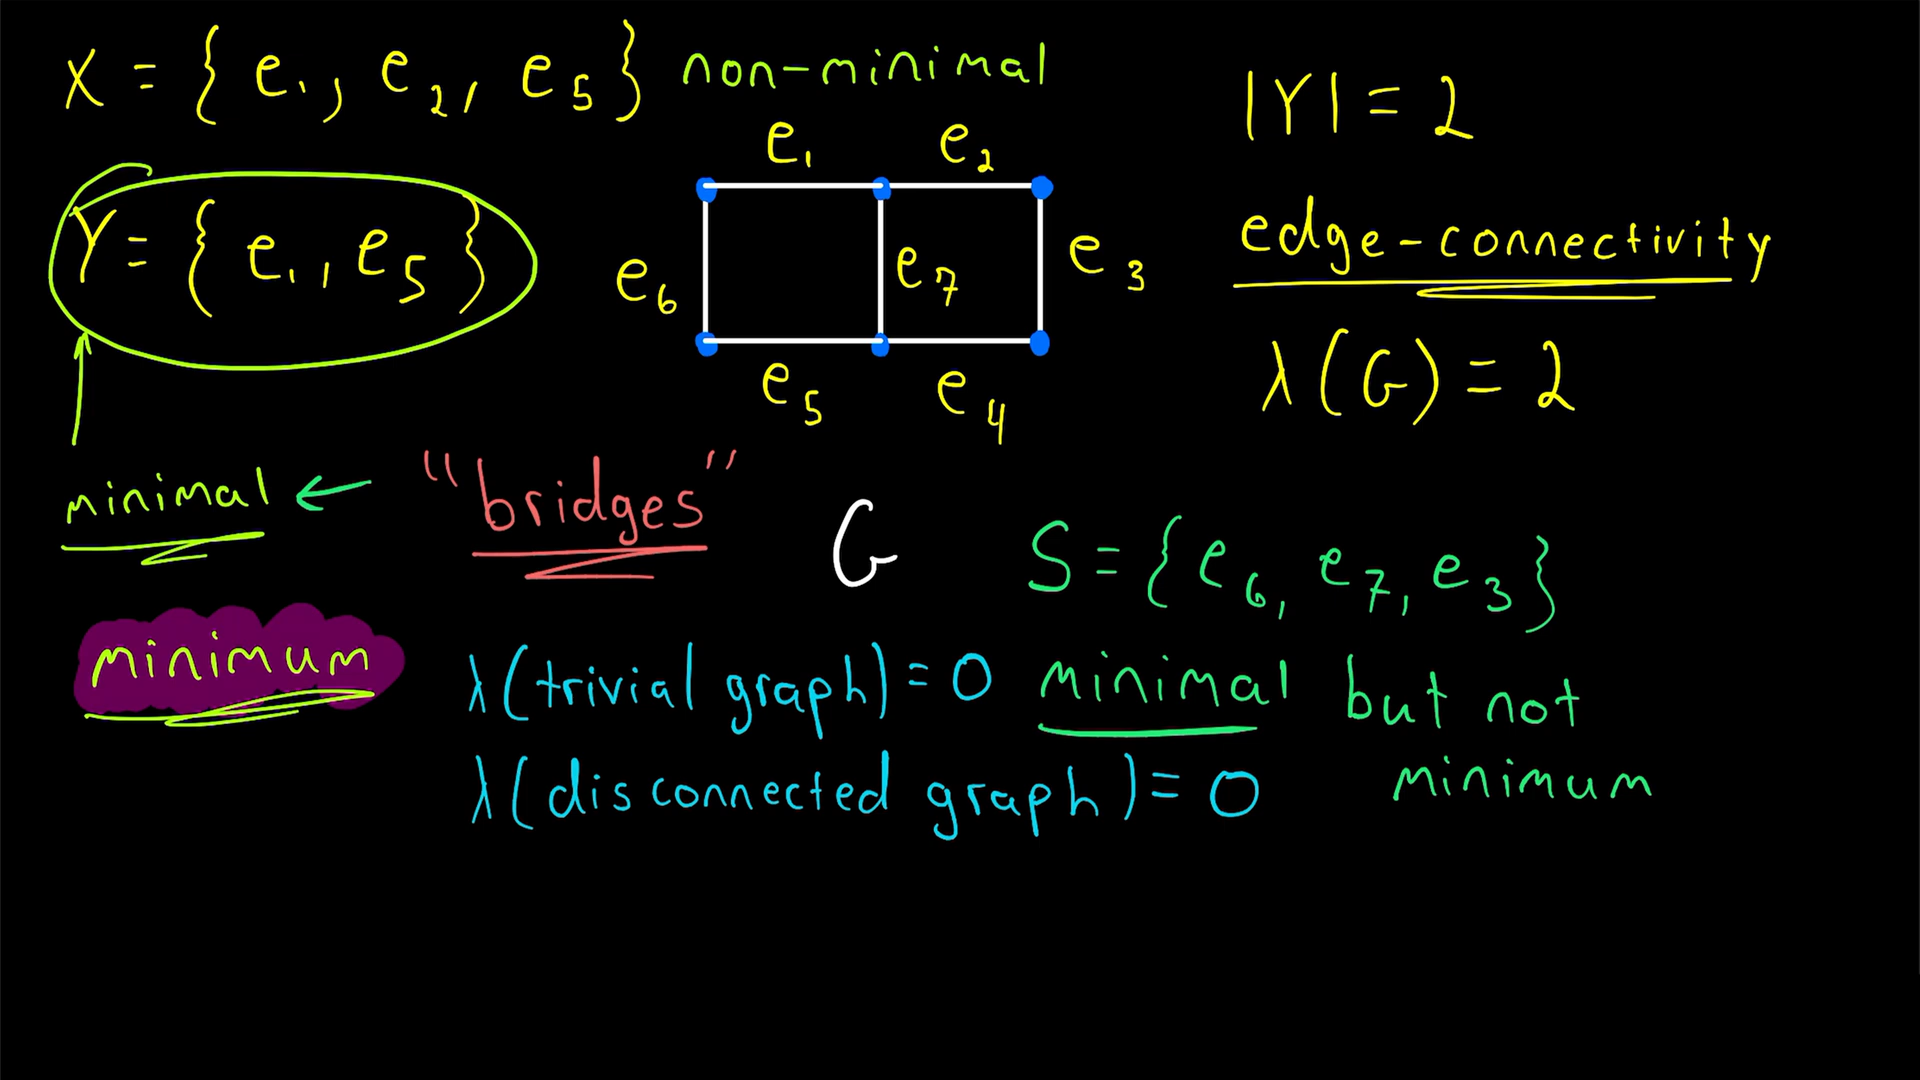 X = { e₁, e₂, e₅ } non-minimal
|Y| = 2
e₁ e₂
Y = { e₁, e₅ }
e₆ e₇ e₃
edge-connectivity
e₅ e₄
λ(G) = 2
minimal ← "bridges"
G
S = { e₆, e₇, e₃ }
minimum
λ(trivial graph) = 0
minimal but not
minimum
λ(disconnected graph) = 0